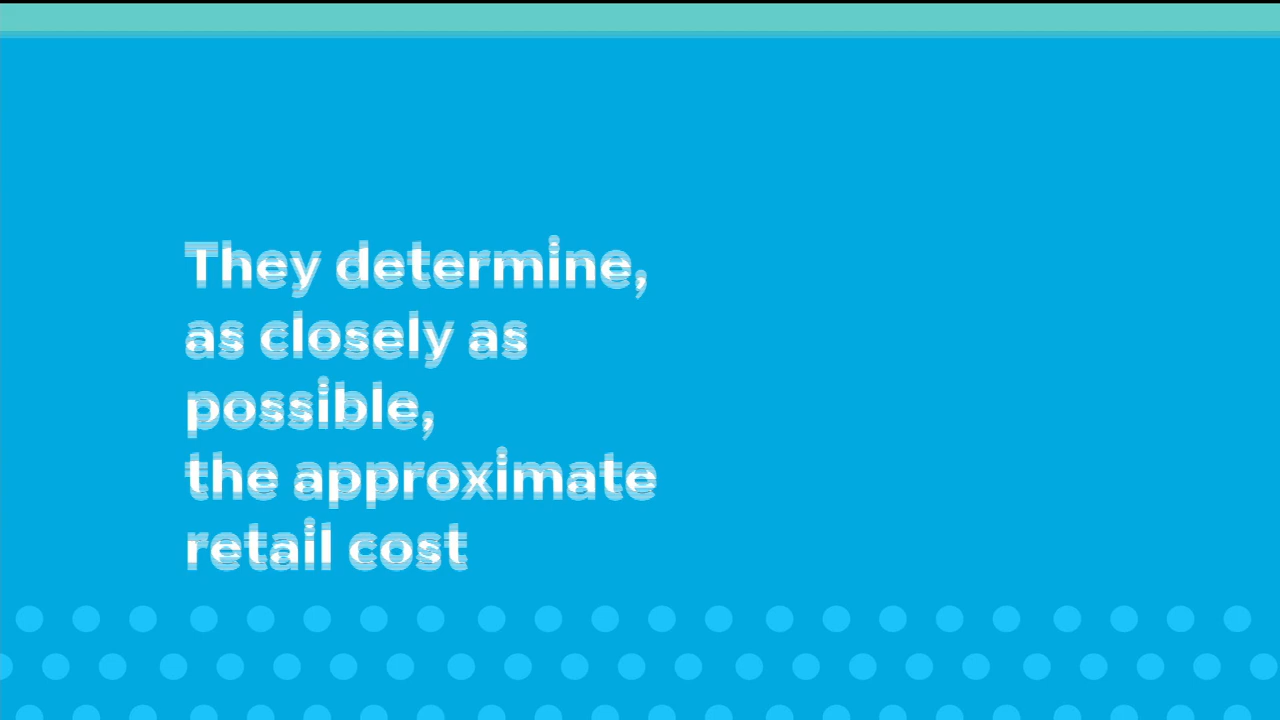 They determine,
as closely as
possible,
the approximate
retail cost